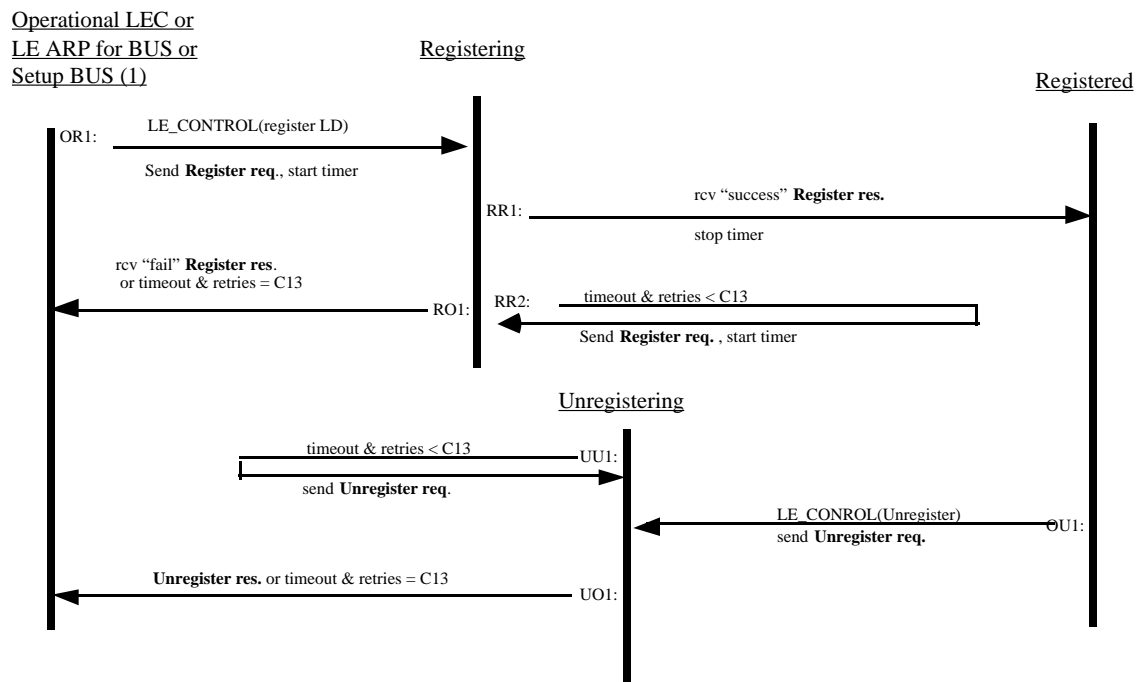 Operational LEC or
LE ARP for BUS or
Setup BUS (1)
Registering
Registered
OR1:
LE_CONTROL(register LD)
Send Register req., start timer
RR1:
rcv “success” Register res.
stop timer
rcv “fail” Register res.
or timeout & retries = C13
RO1:
RR2:
timeout & retries < C13
Send Register req. , start timer
Unregistering
timeout & retries < C13
UU1:
send Unregister req.
LE_CONROL(Unregister)
OU1:
send Unregister req.
Unregister res. or timeout & retries = C13
UO1: